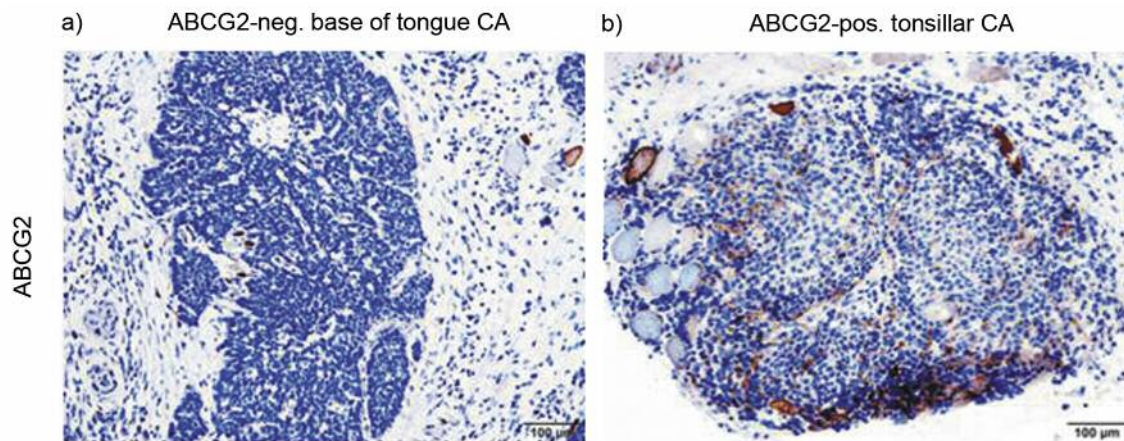 a) ABCG2-neg. base of tongue CA
b) ABCG2-pos. tonsillar CA
ABCG2
100 µm
100 µm